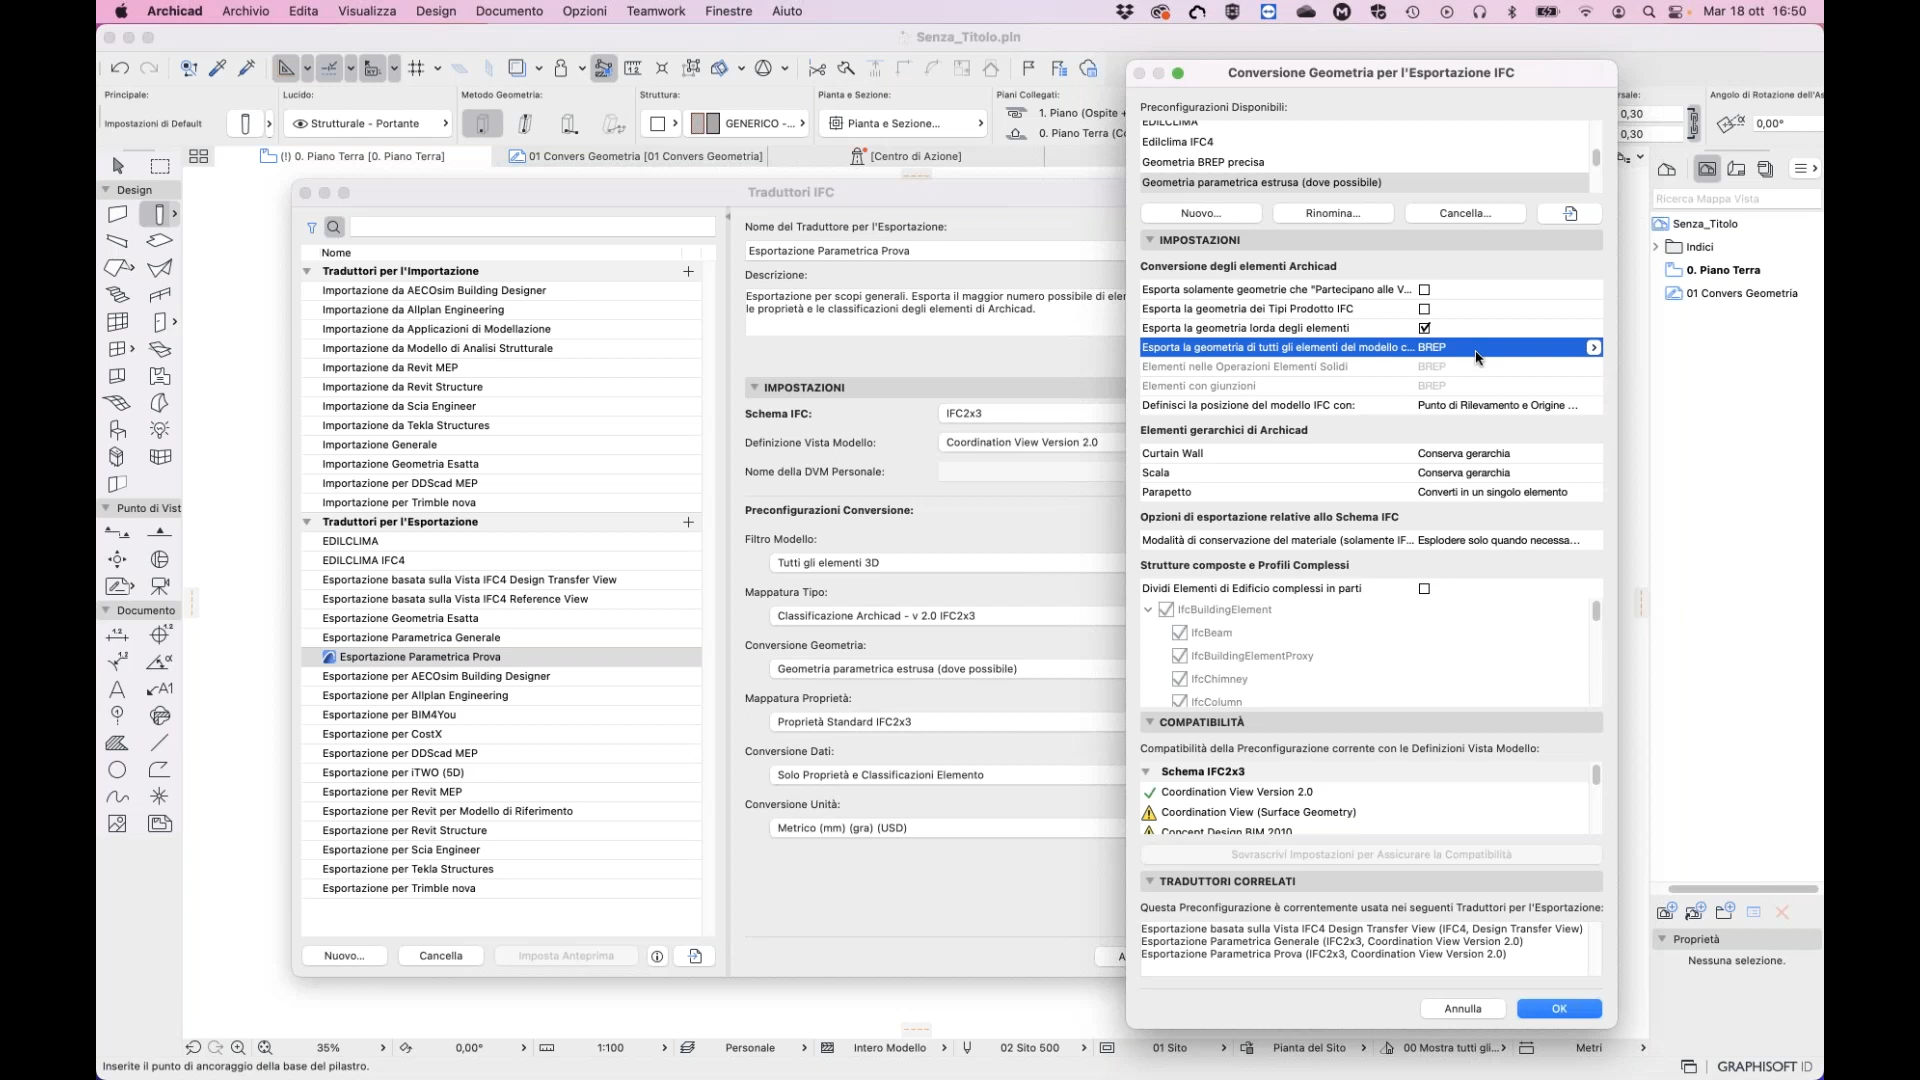 Archicad Archivio Edita Visualizza Design Documento Opzioni Teamwork Finestre Aiuto Mar 18 ott 16:50
Senza_Titolo.pln
Principale:
Impostazioni di Default
Lucido:
Strutturale - Portante
Metodo Geometria:
Struttura:
GENERICO -...
Pianta e Sezione:
Pianta e Sezione...
Piani Collegati:
1. Piano (Ospite +
0. Piano Terra (Co
rsale:
0,30
0,30
Angolo di Rotazione dell'As
0,00°
(!) 0. Piano Terra [0. Piano Terra]
01 Convers Geometria [01 Convers Geometria]
[Centro di Azione]
Design
Punto di Vist
Documento
Traduttori IFC
Nome
Traduttori per l'Importazione
Importazione da AECOsim Building Designer
Importazione da Allplan Engineering
Importazione da Applicazioni di Modellazione
Importazione da Modello di Analisi Strutturale
Importazione da Revit MEP
Importazione da Revit Structure
Importazione da Scia Engineer
Importazione da Tekla Structures
Importazione Generale
Importazione Geometria Esatta
Importazione per DDScad MEP
Importazione per Trimble nova
Traduttori per l'Esportazione
EDILCLIMA
EDILCLIMA IFC4
Esportazione basata sulla Vista IFC4 Design Transfer View
Esportazione basata sulla Vista IFC4 Reference View
Esportazione Geometria Esatta
Esportazione Parametrica Generale
Esportazione Parametrica Prova
Esportazione per AECOsim Building Designer
Esportazione per Allplan Engineering
Esportazione per BIM4You
Esportazione per CostX
Esportazione per DDScad MEP
Esportazione per iTWO (5D)
Esportazione per Revit MEP
Esportazione per Revit per Modello di Riferimento
Esportazione per Revit Structure
Esportazione per Scia Engineer
Esportazione per Tekla Structures
Esportazione per Trimble nova
Nuovo... Cancella Imposta Anteprima
Nome del Traduttore per l'Esportazione:
Esportazione Parametrica Prova
Descrizione:
Esportazione per scopi generali. Esporta il maggior numero possibile di eler
le proprietà e le classificazioni degli elementi di Archicad.
IMPOSTAZIONI
Schema IFC: IFC2x3
Definizione Vista Modello: Coordination View Version 2.0
Nome della DVM Personale:
Preconfigurazioni Conversione:
Filtro Modello:
Tutti gli elementi 3D
Mappatura Tipo:
Classificazione Archicad - v 2.0 IFC2x3
Conversione Geometria:
Geometria parametrica estrusa (dove possibile)
Mappatura Proprietà:
Proprietà Standard IFC2x3
Conversione Dati:
Solo Proprietà e Classificazioni Elemento
Conversione Unità:
Metrico (mm) (gra) (USD)
A
Conversione Geometria per l'Esportazione IFC
Preconfigurazioni Disponibili:
EDILCLIMA
Edilclima IFC4
Geometria BREP precisa
Geometria parametrica estrusa (dove possibile)
Nuovo... Rinomina... Cancella...
IMPOSTAZIONI
Conversione degli elementi Archicad
Esporta solamente geometrie che "Partecipano alle V...
Esporta la geometria dei Tipi Prodotto IFC
Esporta la geometria lorda degli elementi
Esporta la geometria di tutti gli elementi del modello c... BREP
Elementi nelle Operazioni Elementi Solidi BREP
Elementi con giunzioni BREP
Definisci la posizione del modello IFC con: Punto di Rilevamento e Origine ...
Elementi gerarchici di Archicad
Curtain Wall Conserva gerarchia
Scala Conserva gerarchia
Parapetto Converti in un singolo elemento
Opzioni di esportazione relative allo Schema IFC
Modalità di conservazione del materiale (solamente IF... Esplodere solo quando necessa...
Strutture composte e Profili Complessi
Dividi Elementi di Edificio complessi in parti
IfcBuildingElement
IfcBeam
IfcBuildingElementProxy
IfcChimney
IfcColumn
COMPATIBILITÀ
Compatibilità della Preconfigurazione corrente con le Definizioni Vista Modello:
Schema IFC2x3
Coordination View Version 2.0
Coordination View (Surface Geometry)
Concept Design BIM 2010
Sovrascrivi Impostazioni per Assicurare la Compatibilità
TRADUTTORI CORRELATI
Questa Preconfigurazione è correntemente usata nei seguenti Traduttori per l'Esportazione:
Esportazione basata sulla Vista IFC4 Design Transfer View (IFC4, Design Transfer View)
Esportazione Parametrica Generale (IFC2x3, Coordination View Version 2.0)
Esportazione Parametrica Prova (IFC2x3, Coordination View Version 2.0)
Annulla OK
Ricerca Mappa Vista
Senza_Titolo
Indici
0. Piano Terra
01 Convers Geometria
Proprietà
Nessuna selezione.
35% 0,00° 1:100 Personale Intero Modello 02 Sito 500 01 Sito Pianta del Sito 00 Mostra tutti gli... Metri
Inserite il punto di ancoraggio della base del pilastro.
GRAPHISOFT ID